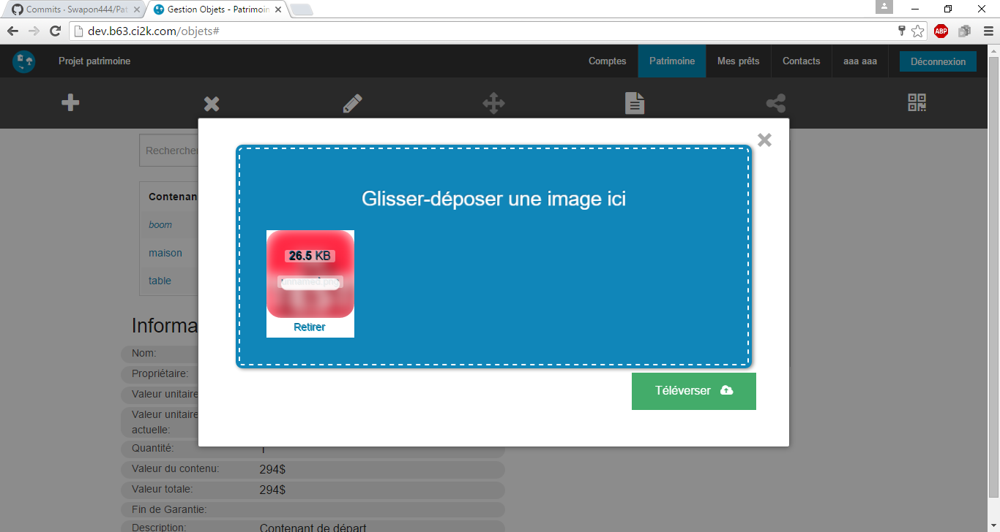 Commits · Swapon444/Pat
Gestion Objets - Patrimoin
dev.b63.ci2k.com/objets#
ABP
Projet patrimoine
Comptes
Patrimoine
Mes prêts
Contacts
aaa aaa
Déconnexion
Recherche
Glisser-déposer une image ici
Contenan
boom
maison
table
26.5 KB
unnamed.png
Retirer
Informa
Téléverser
Nom:
Propriétaire:
Valeur unitaire
Valeur unitaire
actuelle:
Quantité: 1
Valeur du contenu: 294$
Valeur totale: 294$
Fin de Garantie:
Description: Contenant de départ